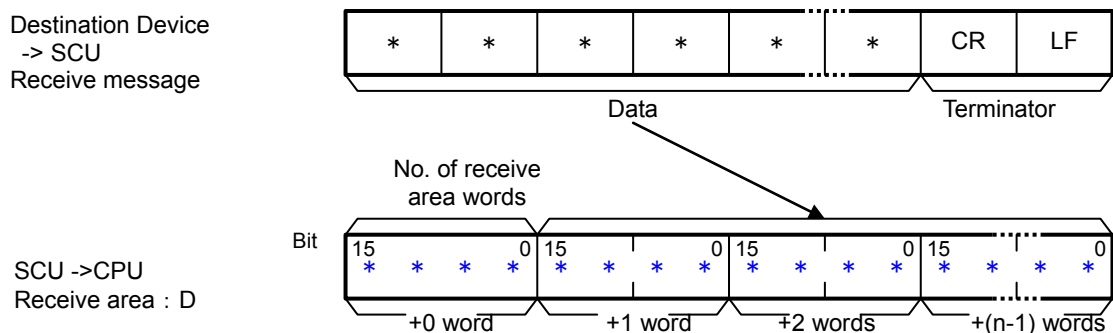 Destination Device
-> SCU
Receive message
* * * * * * CR LF
Data Terminator
No. of receive
area words
Bit 15 0 15 0 15 0 15 0
* * * * * * * * * * * * * * * *
SCU ->CPU
Receive area : D
+0 word +1 word +2 words +(n-1) words